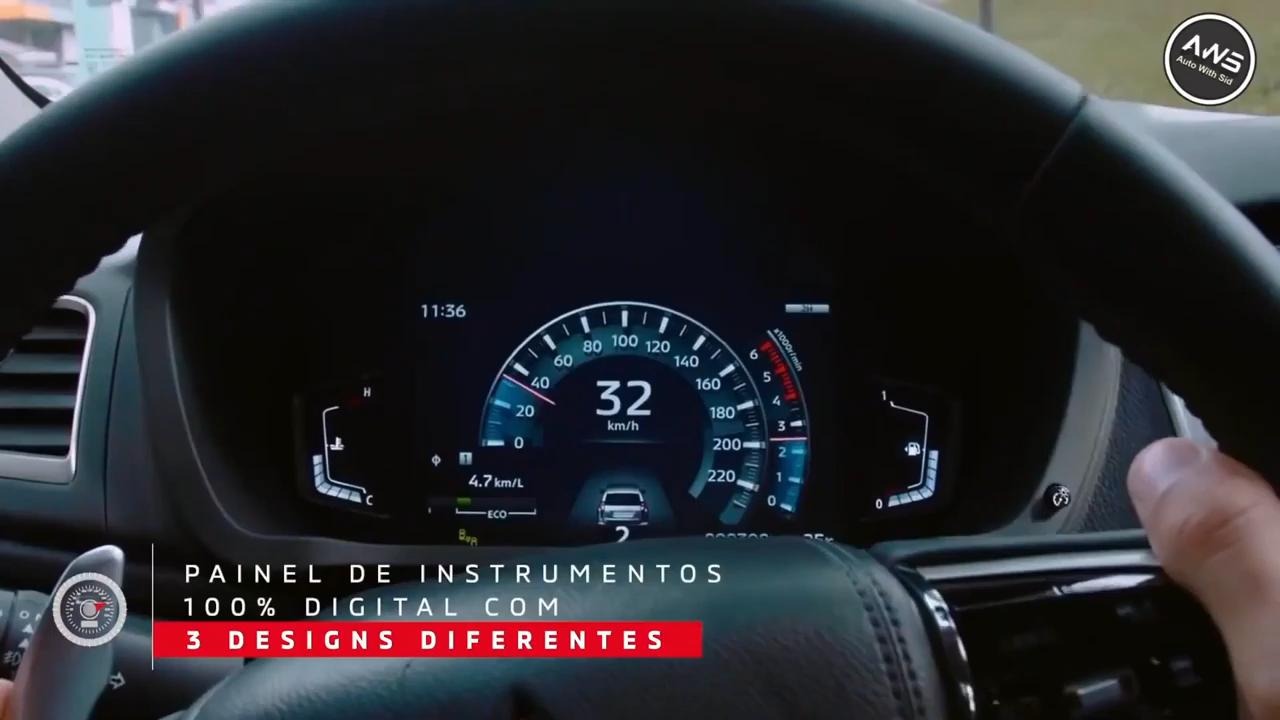 AWS
Auto With Sid
11:36
x1000r/min
0 20 40 60 80 100 120 140 160 180 200 220
6
5
4
3
2
1
0
32
km/h
H
C
1
0
1
4.7 km/L
ECO
2
PAINEL DE INSTRUMENTOS
100% DIGITAL COM
3 DESIGNS DIFERENTES